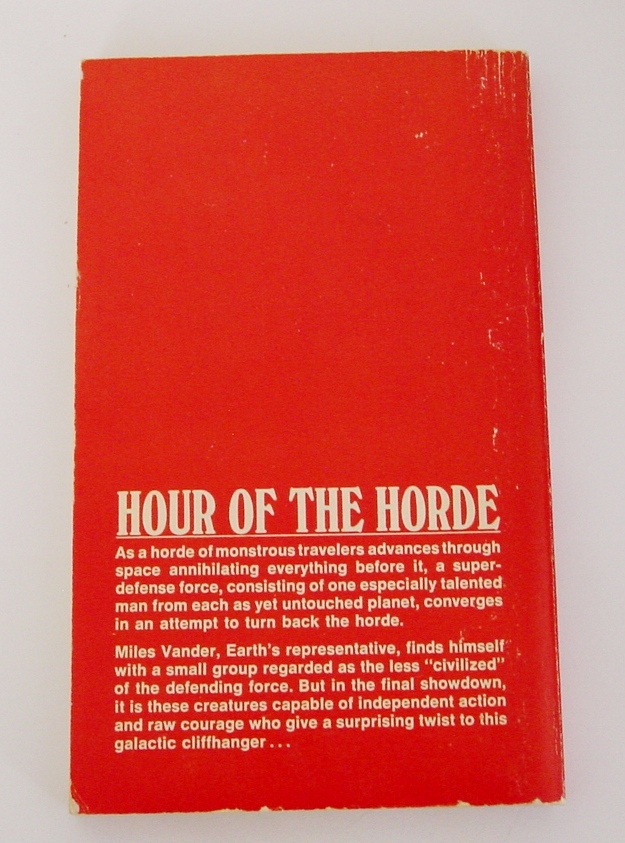 HOUR OF THE HORDE
As a horde of monstrous travelers advances through
space annihilating everything before it, a super-
defense force, consisting of one especially talented
man from each as yet untouched planet, converges
in an attempt to turn back the horde.
Miles Vander, Earth's representative, finds himself
with a small group regarded as the less "civilized"
of the defending force. But in the final showdown,
it is these creatures capable of independent action
and raw courage who give a surprising twist to this
galactic cliffhanger...